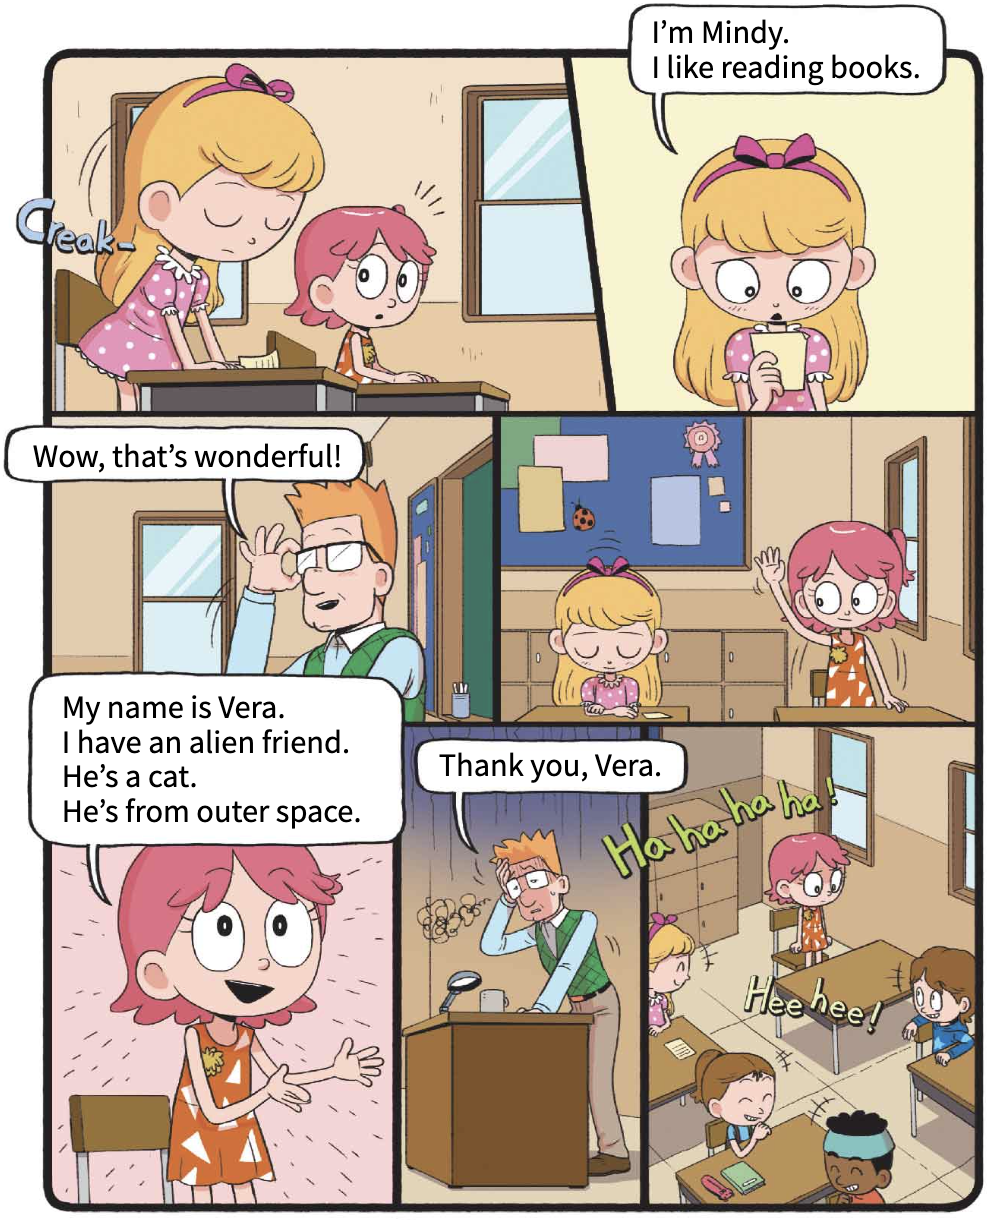 I'm Mindy.
I like reading books.
Creak-
Wow, that's wonderful!
My name is Vera.
I have an alien friend.
He's a cat.
He's from outer space.
Thank you, Vera.
Ha ha ha ha!
Hee hee!